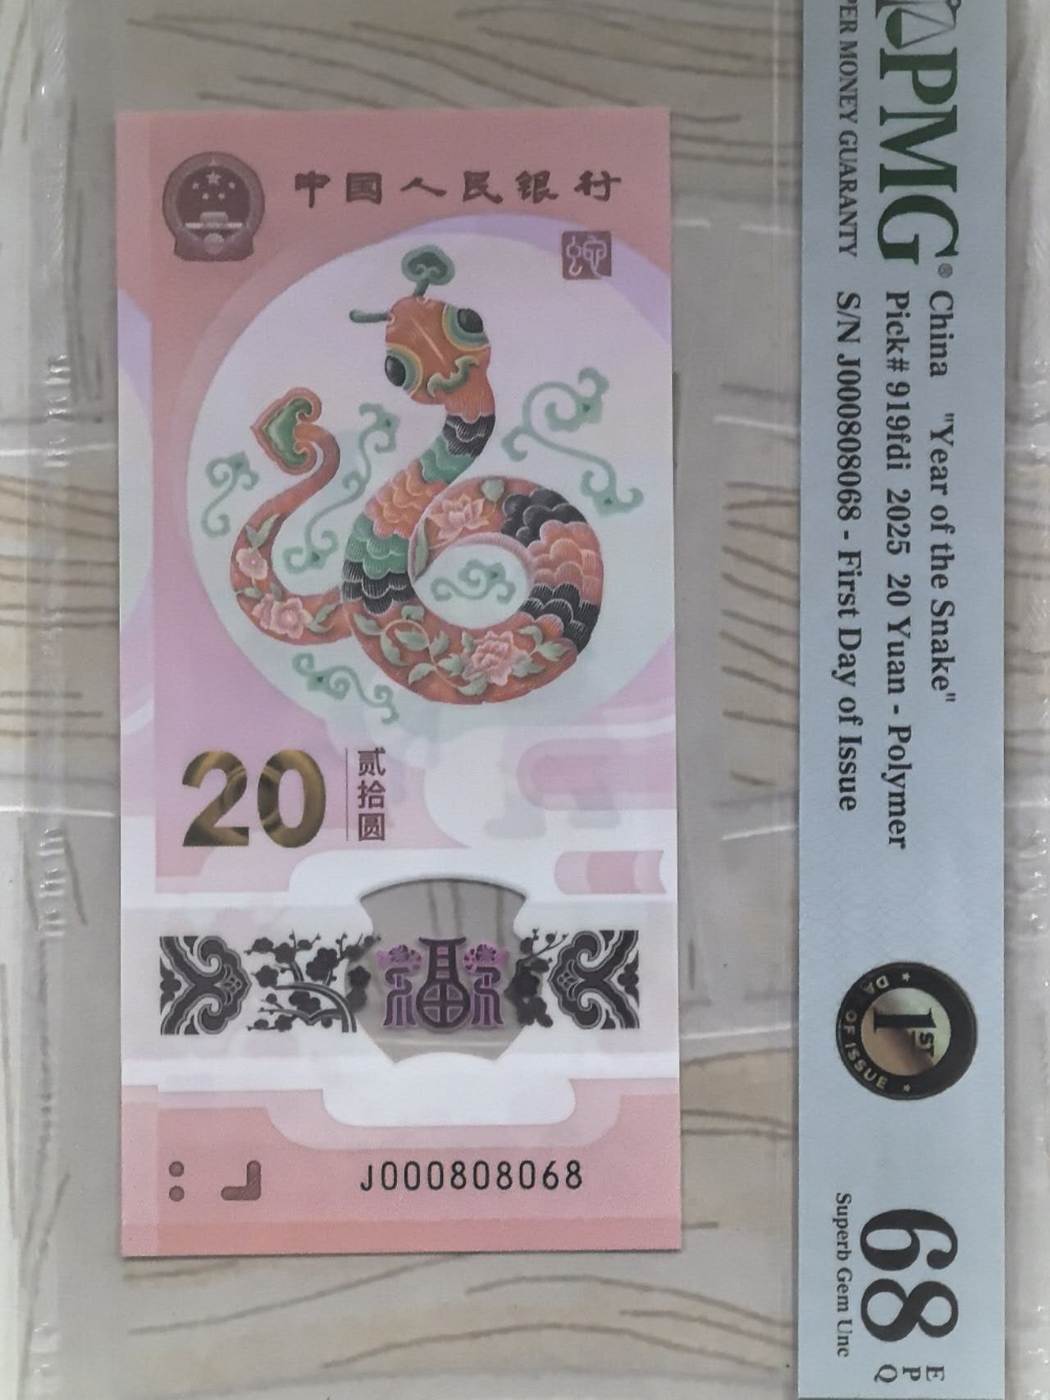 中国人民银行
蛇
20
贰拾圆
福
J000808068
PMG®
PER MONEY GUARANTY
China "Year of the Snake"
Pick# 919fdi 2025 20 Yuan - Polymer
S/N J000808068 - First Day of Issue
1ST
DA OF ISSUE
68
EPQ
Superb Gem Unc